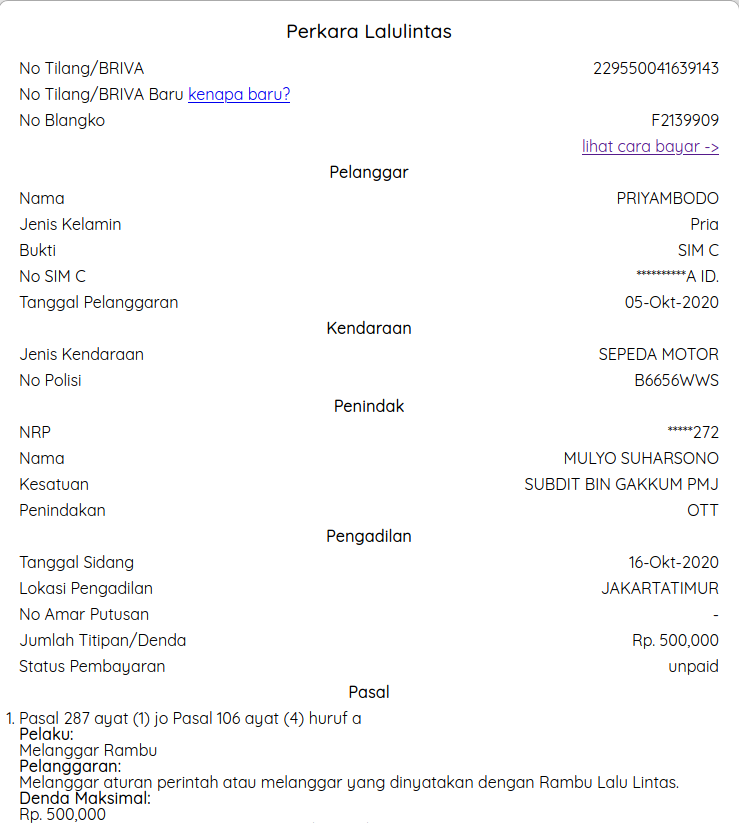 Perkara Lalulintas
No Tilang/BRIVA 229550041639143
No Tilang/BRIVA Baru kenapa baru?
No Blangko F2139909
lihat cara bayar ->
Pelanggar
Nama PRIYAMBODO
Jenis Kelamin Pria
Bukti SIM C
No SIM C **********A ID.
Tanggal Pelanggaran 05-Okt-2020
Kendaraan
Jenis Kendaraan SEPEDA MOTOR
No Polisi B6656WWS
Penindak
NRP *****272
Nama MULYO SUHARSONO
Kesatuan SUBDIT BIN GAKKUM PMJ
Penindakan OTT
Pengadilan
Tanggal Sidang 16-Okt-2020
Lokasi Pengadilan JAKARTATIMUR
No Amar Putusan -
Jumlah Titipan/Denda Rp. 500,000
Status Pembayaran unpaid
Pasal
1. Pasal 287 ayat (1) jo Pasal 106 ayat (4) huruf a
Pelaku:
Melanggar Rambu
Pelanggaran:
Melanggar aturan perintah atau melanggar yang dinyatakan dengan Rambu Lalu Lintas.
Denda Maksimal:
Rp. 500,000